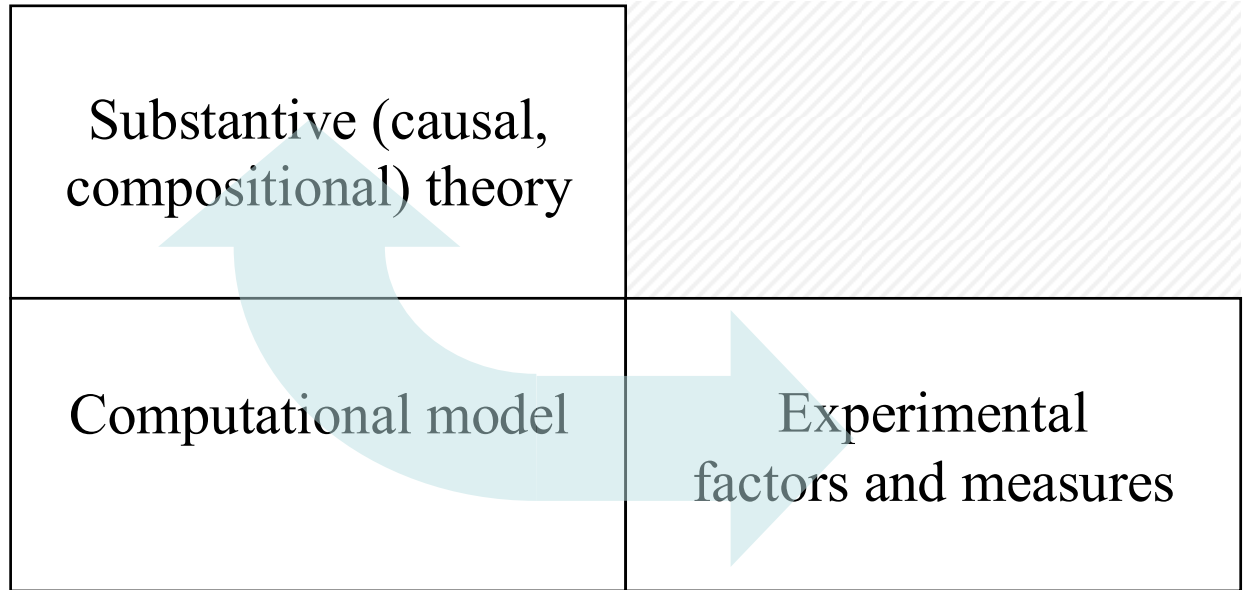 Substantive (causal,
compositional) theory
Computational model
Experimental
factors and measures